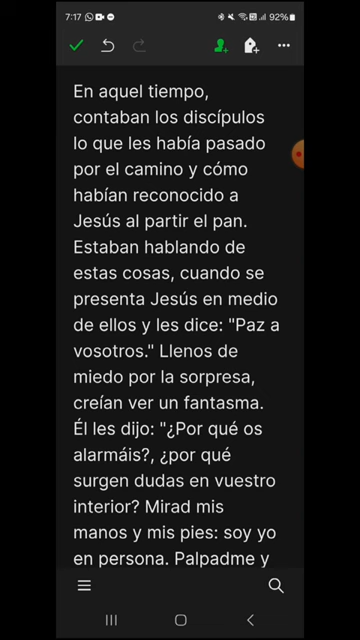 7:17
92%
En aquel tiempo,
contaban los discípulos
lo que les había pasado
por el camino y cómo
habían reconocido a
Jesús al partir el pan.
Estaban hablando de
estas cosas, cuando se
presenta Jesús en medio
de ellos y les dice: "Paz a
vosotros." Llenos de
miedo por la sorpresa,
creían ver un fantasma.
Él les dijo: "¿Por qué os
alarmáis?, ¿por qué
surgen dudas en vuestro
interior? Mirad mis
manos y mis pies: soy yo
en persona. Palpadme y